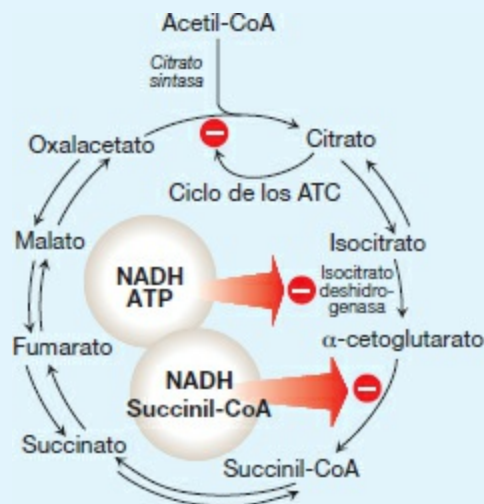 Acetil-CoA
Citrato
sintasa
Oxalacetato
Citrato
Ciclo de los ATC
Malato
Isocitrato
NADH
ATP
Isocitrato
deshidro-
genasa
Fumarato
α-cetoglutarato
NADH
Succinil-CoA
Succinato
Succinil-CoA